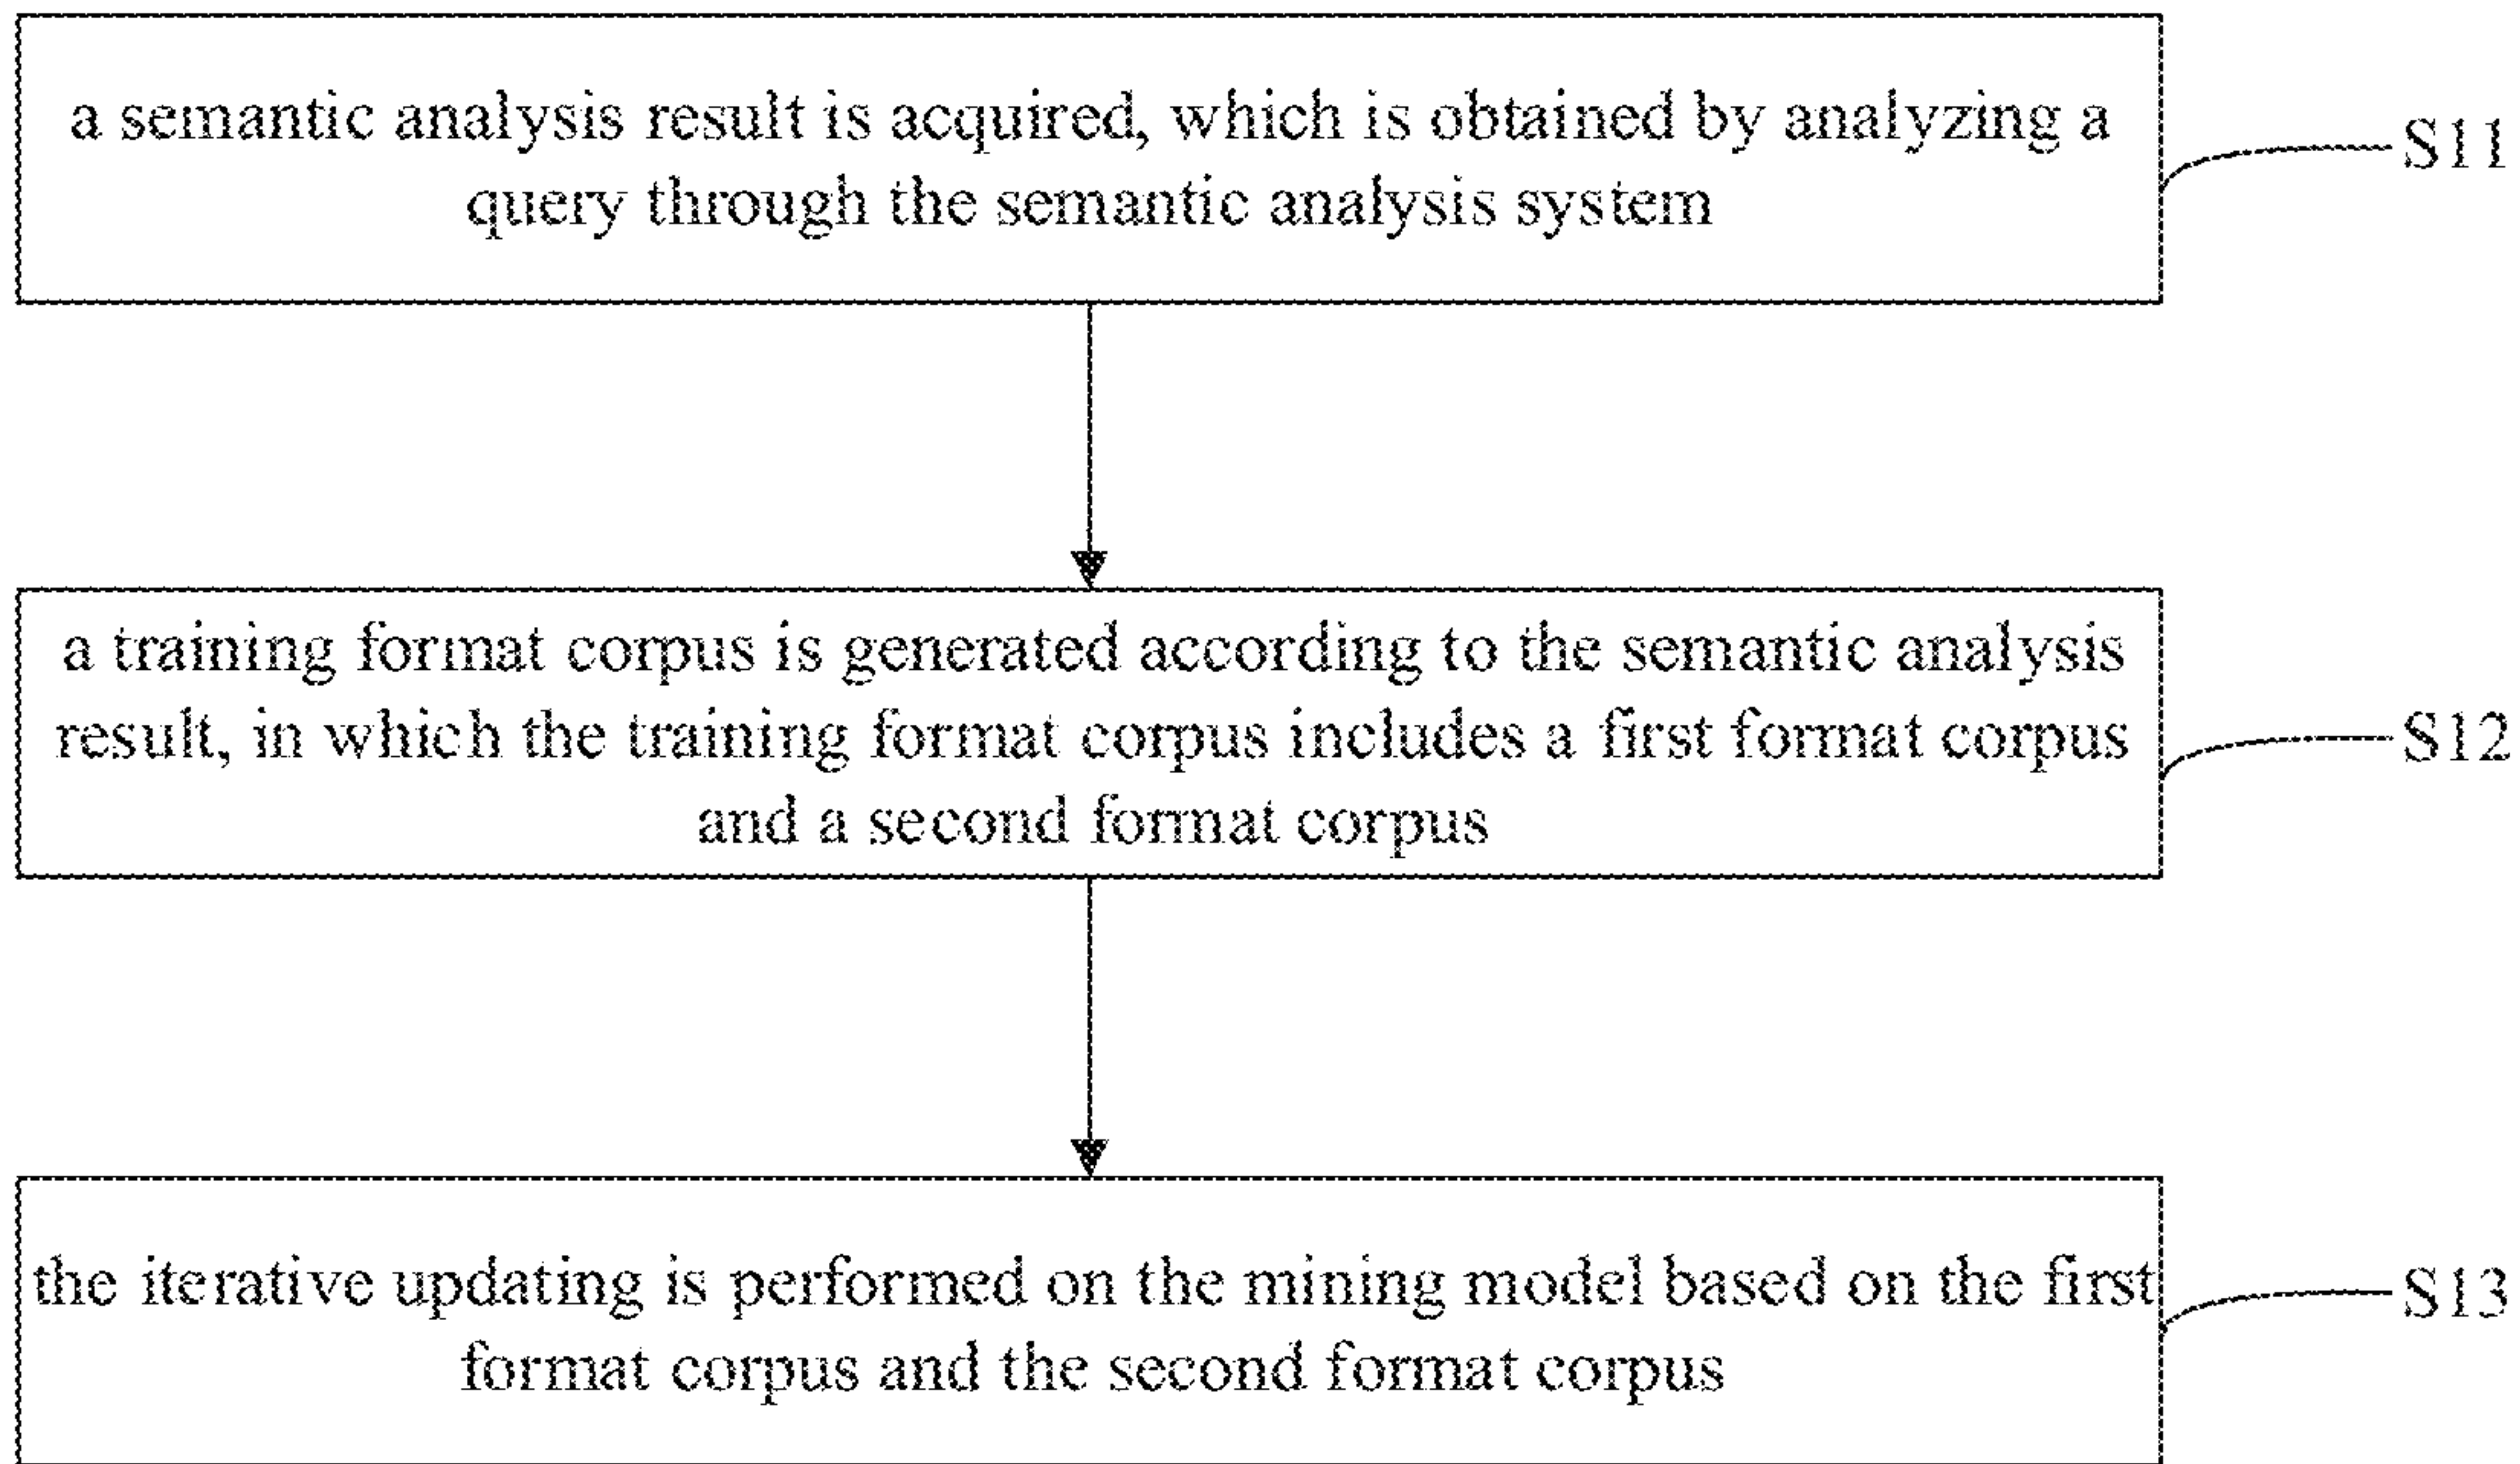 a semantic analysis result is acquired, which is obtained by analyzing a
query through the semantic analysis system
S11
a training format corpus is generated according to the semantic analysis
result, in which the training format corpus includes a first format corpus
and a second format corpus
S12
the iterative updating is performed on the mining model based on the first
format corpus and the second format corpus
S13